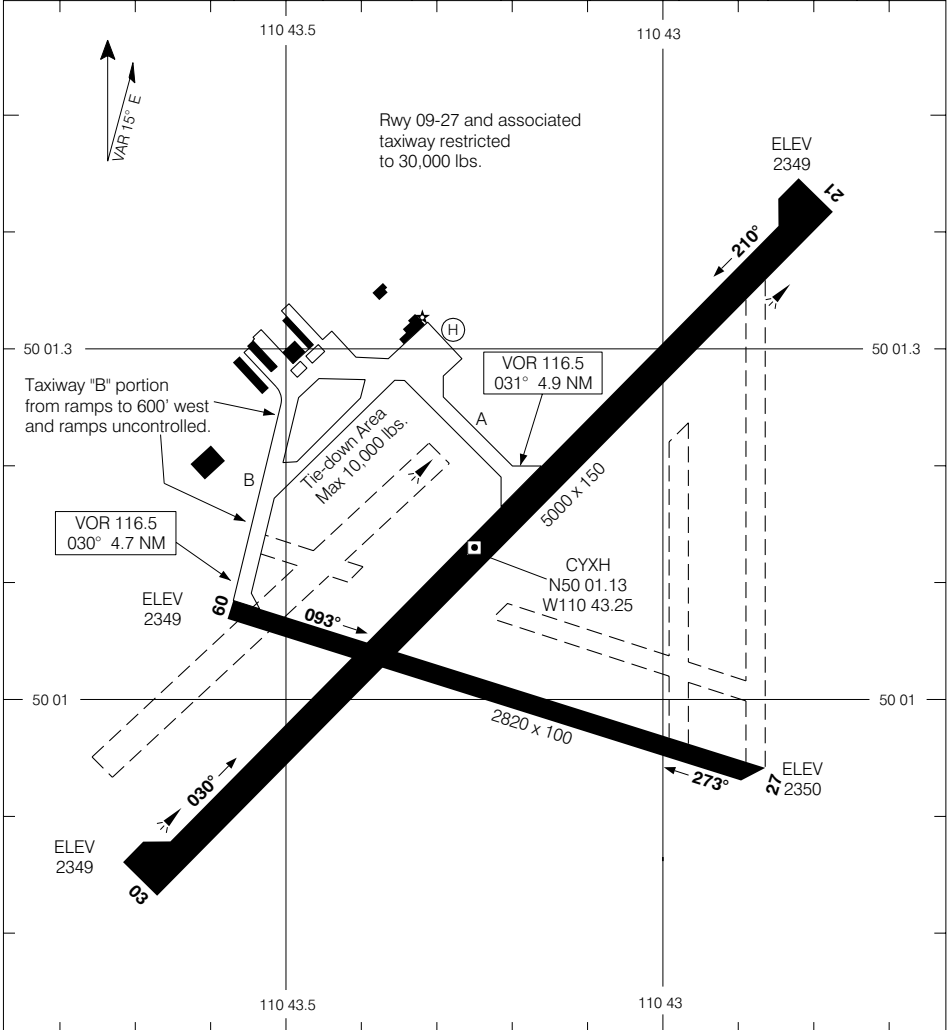 110 43.5
110 43
VAR 15° E
Rwy 09-27 and associated
taxiway restricted
to 30,000 lbs.
ELEV
2349
21
210°
H
50 01.3
50 01.3
VOR 116.5
031° 4.9 NM
Taxiway "B" portion
from ramps to 600' west
and ramps uncontrolled.
A
Tie-down Area
Max 10,000 lbs.
B
5000 x 150
VOR 116.5
030° 4.7 NM
CYXH
N50 01.13
W110 43.25
ELEV
2349
09
093°
50 01
50 01
2820 x 100
273°
27
ELEV
2350
030°
ELEV
2349
03
110 43.5
110 43